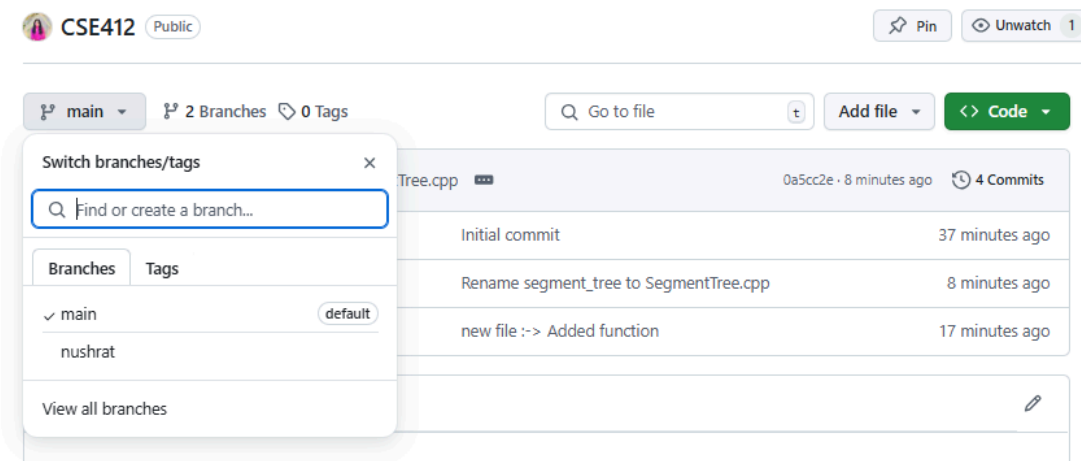 CSE412 Public Pin Unwatch 1
main 2 Branches 0 Tags Go to file t Add file Code
Switch branches/tags
Tree.cpp 0a5cc2e · 8 minutes ago 4 Commits
Find or create a branch...
Initial commit 37 minutes ago
Branches Tags
Rename segment_tree to SegmentTree.cpp 8 minutes ago
main default
new file :-> Added function 17 minutes ago
nushrat
View all branches